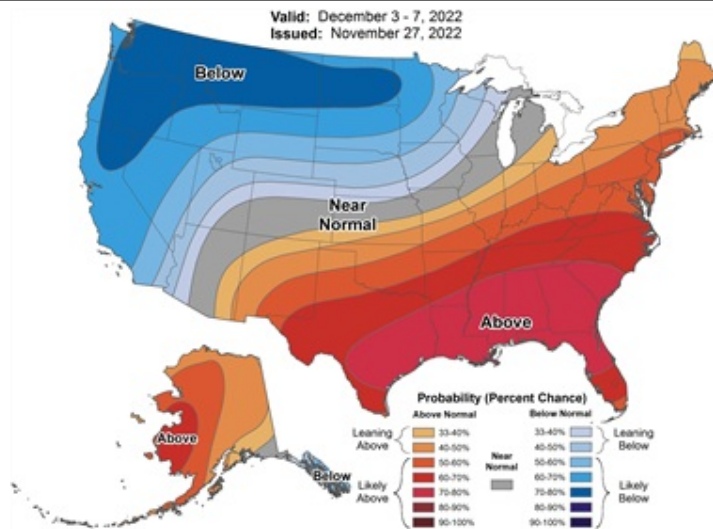 Valid: December 3 - 7, 2022
Issued: November 27, 2022
Below
Near
Normal
Above
Above
Below
Probability (Percent Chance)
Above Normal
Below Normal
Leaning
Above
Likely
Above
33-40%
40-50%
50-60%
60-70%
70-80%
80-90%
90-100%
Near
Normal
33-40%
40-50%
50-60%
60-70%
70-80%
80-90%
90-100%
Leaning
Below
Likely
Below